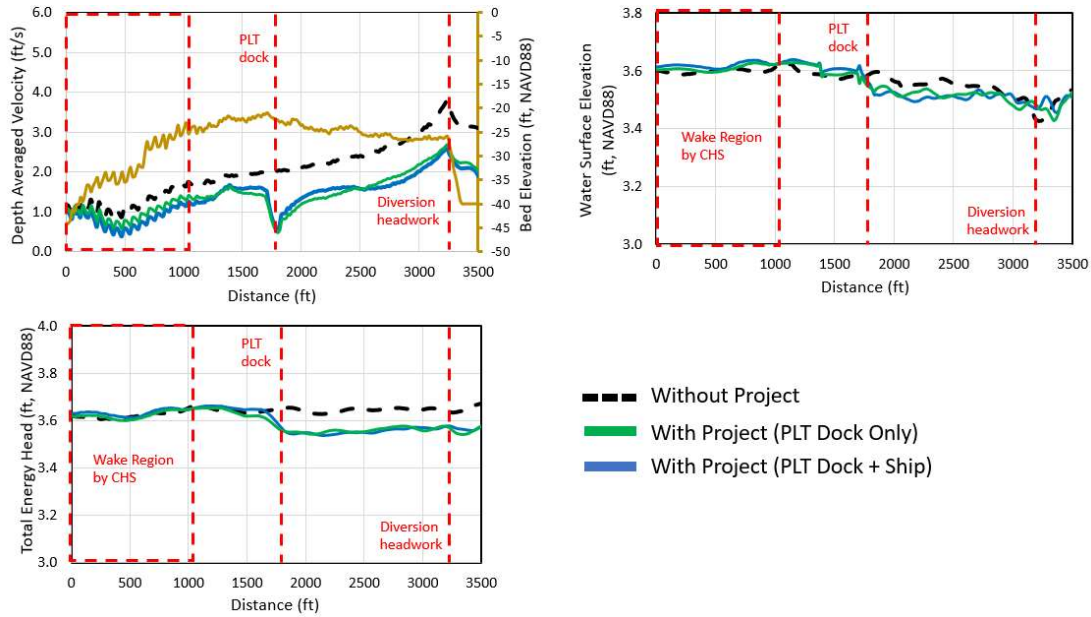 Depth Averaged Velocity (ft/s)
6.0
5.0
4.0
3.0
2.0
1.0
0.0
PLT
dock
Diversion
headwork
0
-5
-10
-15
-20
-25
-30
-35
-40
-45
-50
Bed Elevation (ft, NAVD88)
0 500 1000 1500 2000 2500 3000 3500
Distance (ft)
Water Surface Elevation
(ft, NAVD88)
3.8
3.6
3.4
3.2
3.0
PLT
dock
Wake Region
by CHS
Diversion
headwork
0 500 1000 1500 2000 2500 3000 3500
Distance (ft)
Total Energy Head (ft, NAVD88)
4.0
3.8
3.6
3.4
3.2
3.0
PLT
dock
Wake Region
by CHS
Diversion
headwork
0 500 1000 1500 2000 2500 3000 3500
Distance (ft)
Without Project
With Project (PLT Dock Only)
With Project (PLT Dock + Ship)